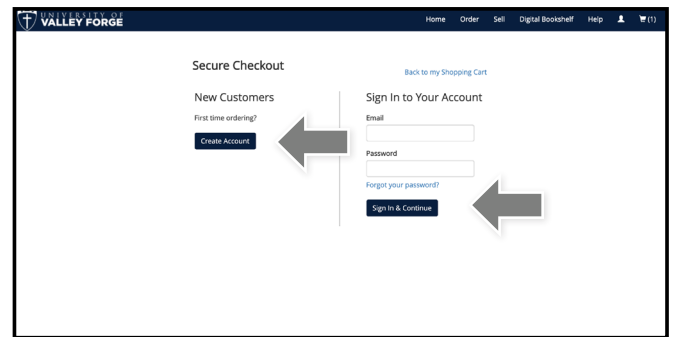 UNIVERSITY OF
VALLEY FORGE
Home Order Sell Digital Bookshelf Help (1)
Secure Checkout
Back to my Shopping Cart
New Customers
First time ordering?
Create Account
Sign In to Your Account
Email
Password
Forgot your password?
Sign In & Continue